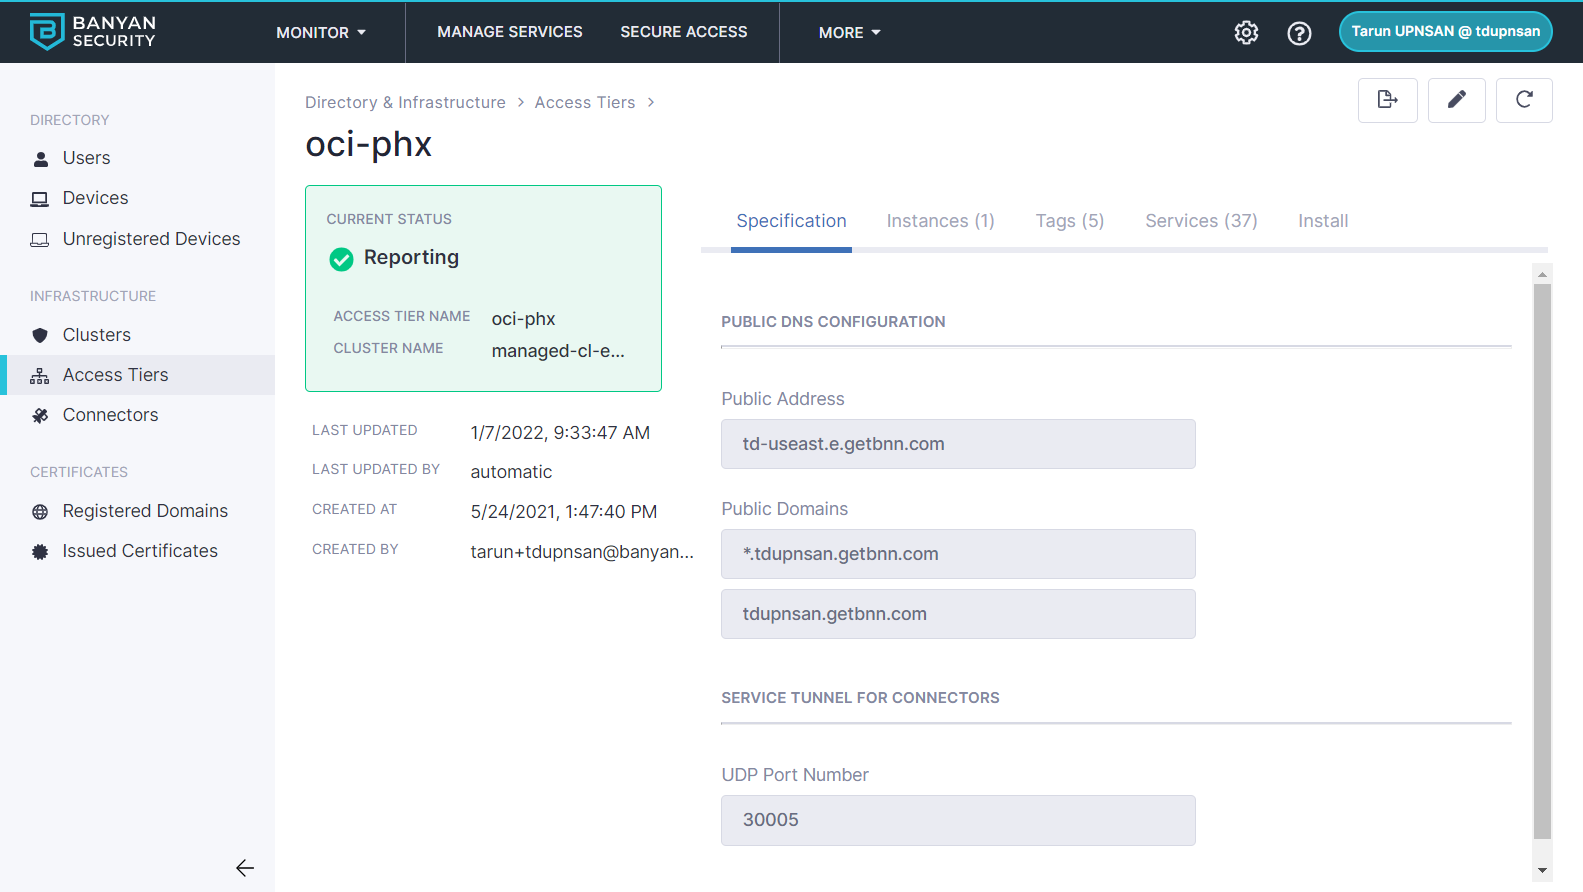 BANYAN
SECURITY
MONITOR
MANAGE SERVICES
SECURE ACCESS
MORE
Tarun UPNSAN @ tdupnsan
DIRECTORY
Users
Devices
Unregistered Devices
INFRASTRUCTURE
Clusters
Access Tiers
Connectors
CERTIFICATES
Registered Domains
Issued Certificates
Directory & Infrastructure > Access Tiers >
oci-phx
CURRENT STATUS
Reporting
ACCESS TIER NAME oci-phx
CLUSTER NAME managed-cl-e...
LAST UPDATED 1/7/2022, 9:33:47 AM
LAST UPDATED BY automatic
CREATED AT 5/24/2021, 1:47:40 PM
CREATED BY tarun+tdupnsan@banyan...
Specification Instances (1) Tags (5) Services (37) Install
PUBLIC DNS CONFIGURATION
Public Address
td-useast.e.getbnn.com
Public Domains
*.tdupnsan.getbnn.com
tdupnsan.getbnn.com
SERVICE TUNNEL FOR CONNECTORS
UDP Port Number
30005